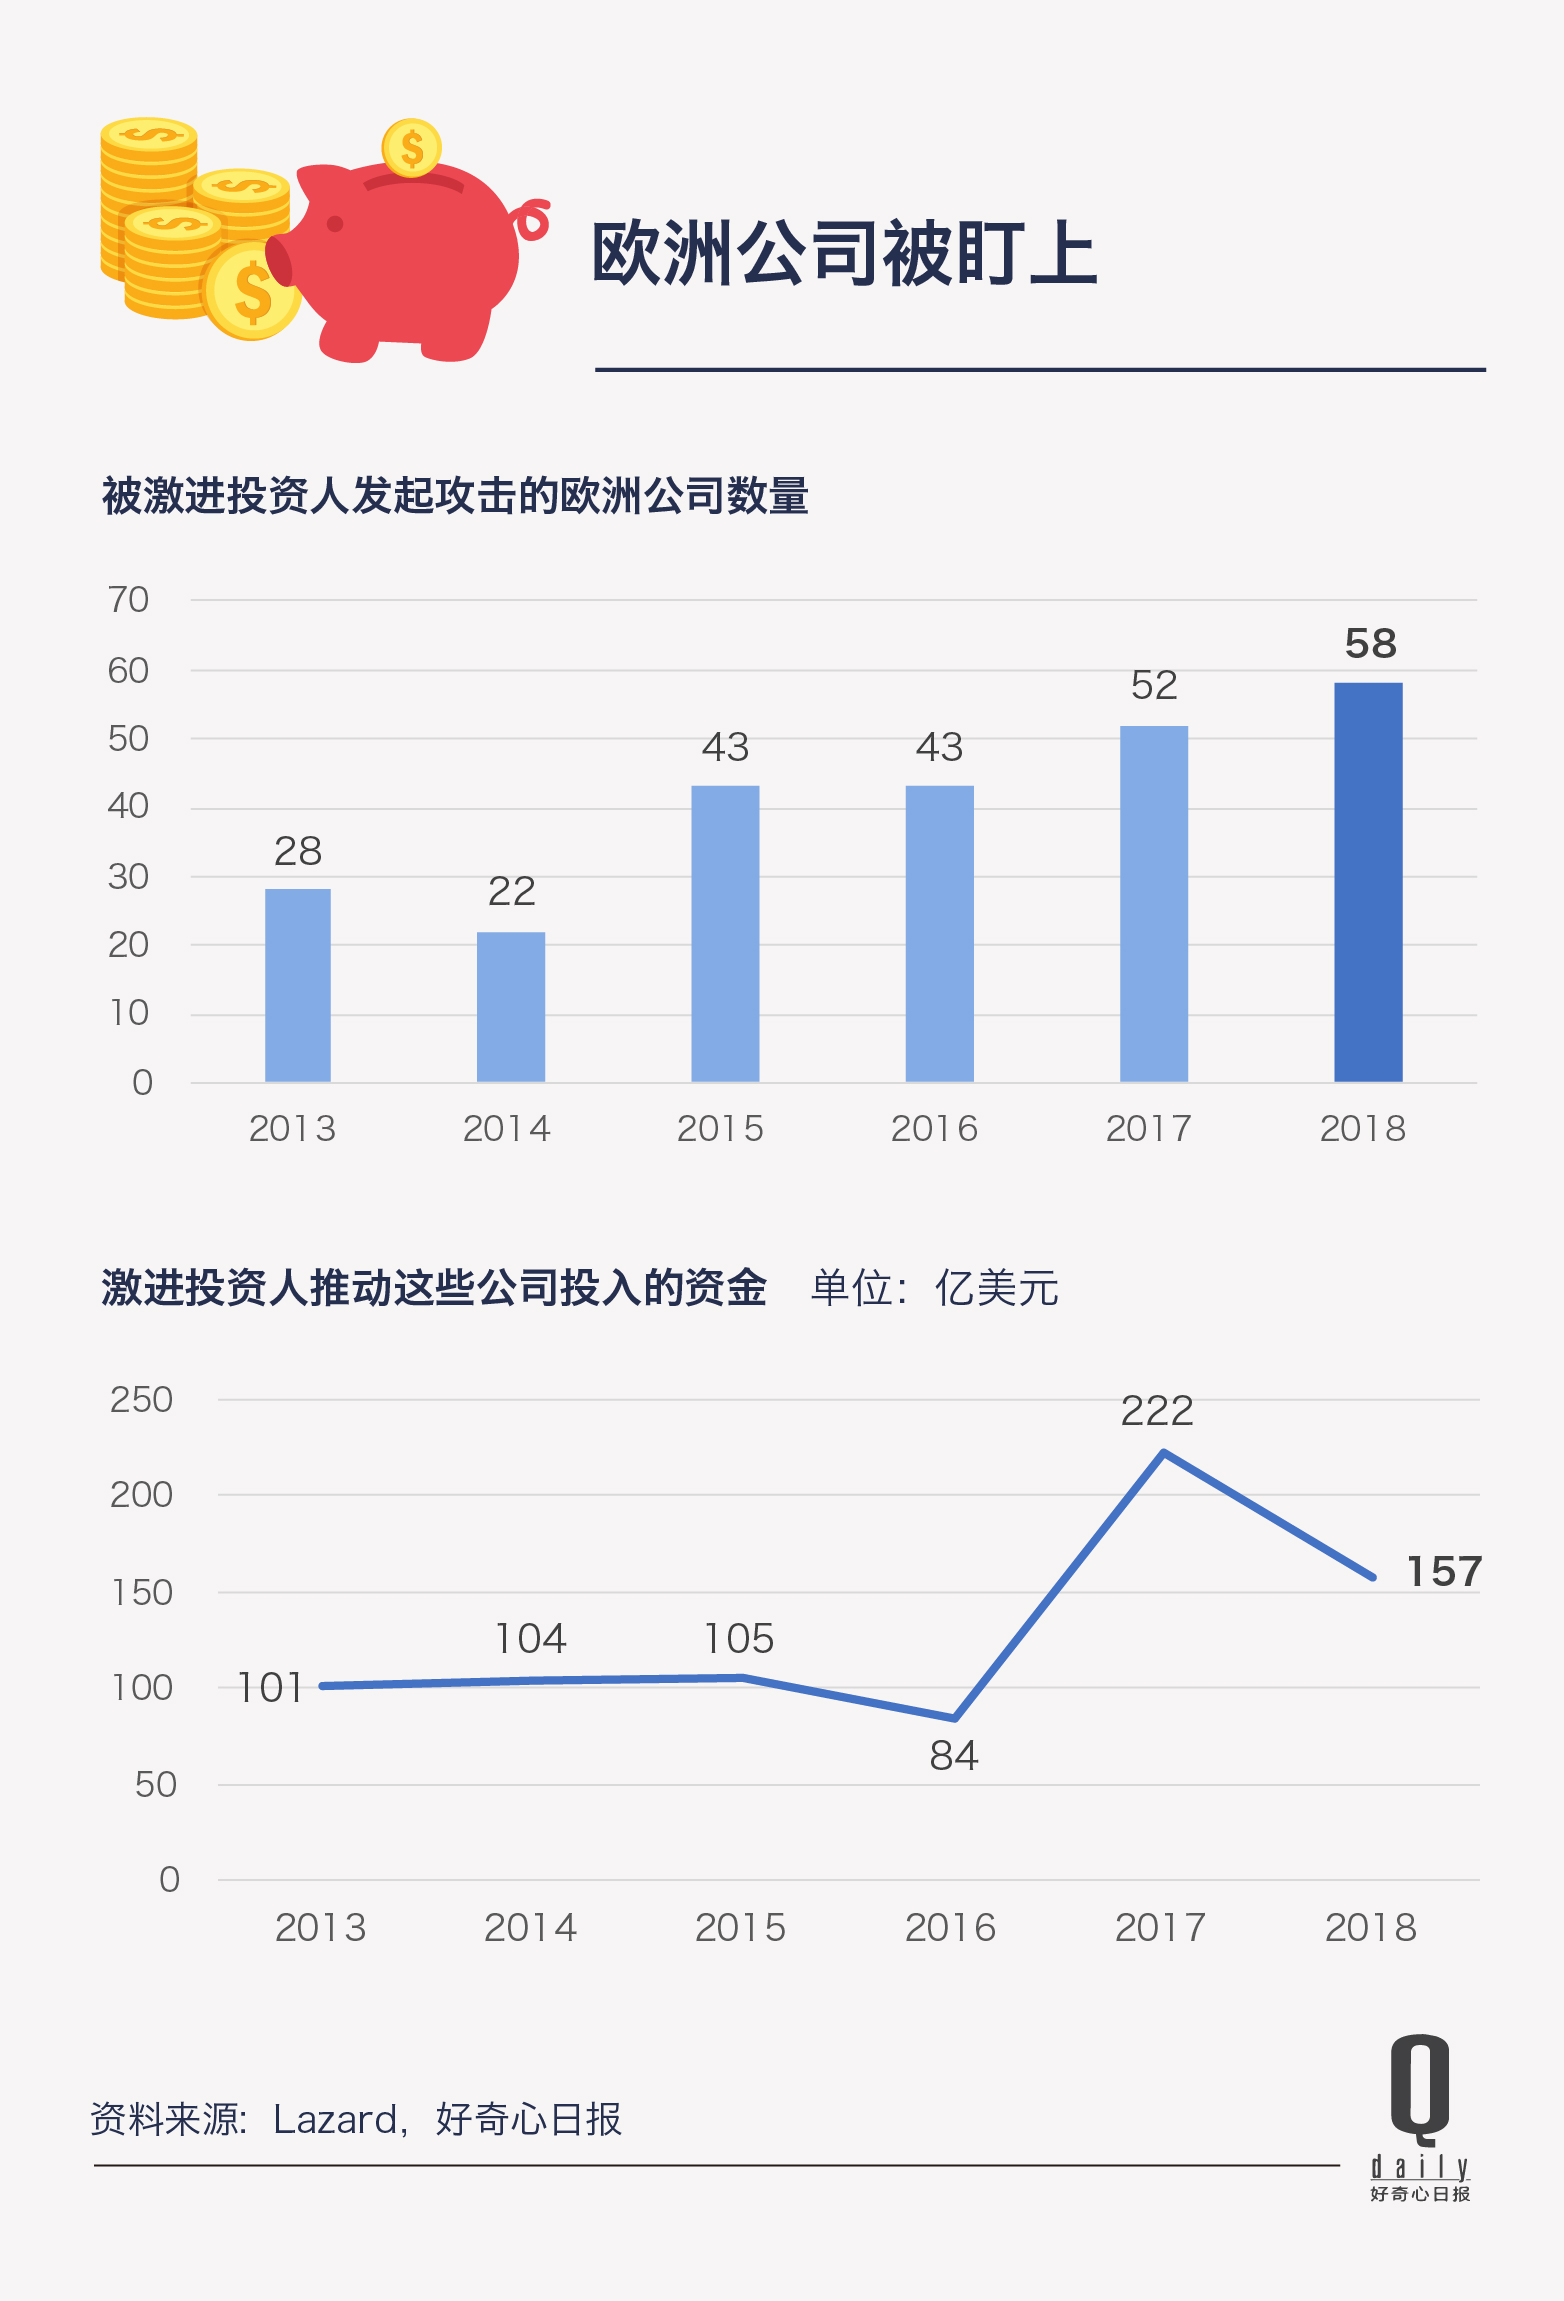 欧洲公司被盯上
被激进投资人发起攻击的欧洲公司数量
70
60
50
40
30
20
10
0
28
22
43
43
52
58
2013 2014 2015 2016 2017 2018
激进投资人推动这些公司投入的资金 单位：亿美元
250
200
150
100
50
0
101
104
105
84
222
157
2013 2014 2015 2016 2017 2018
资料来源：Lazard，好奇心日报
Q
daily
好奇心日报